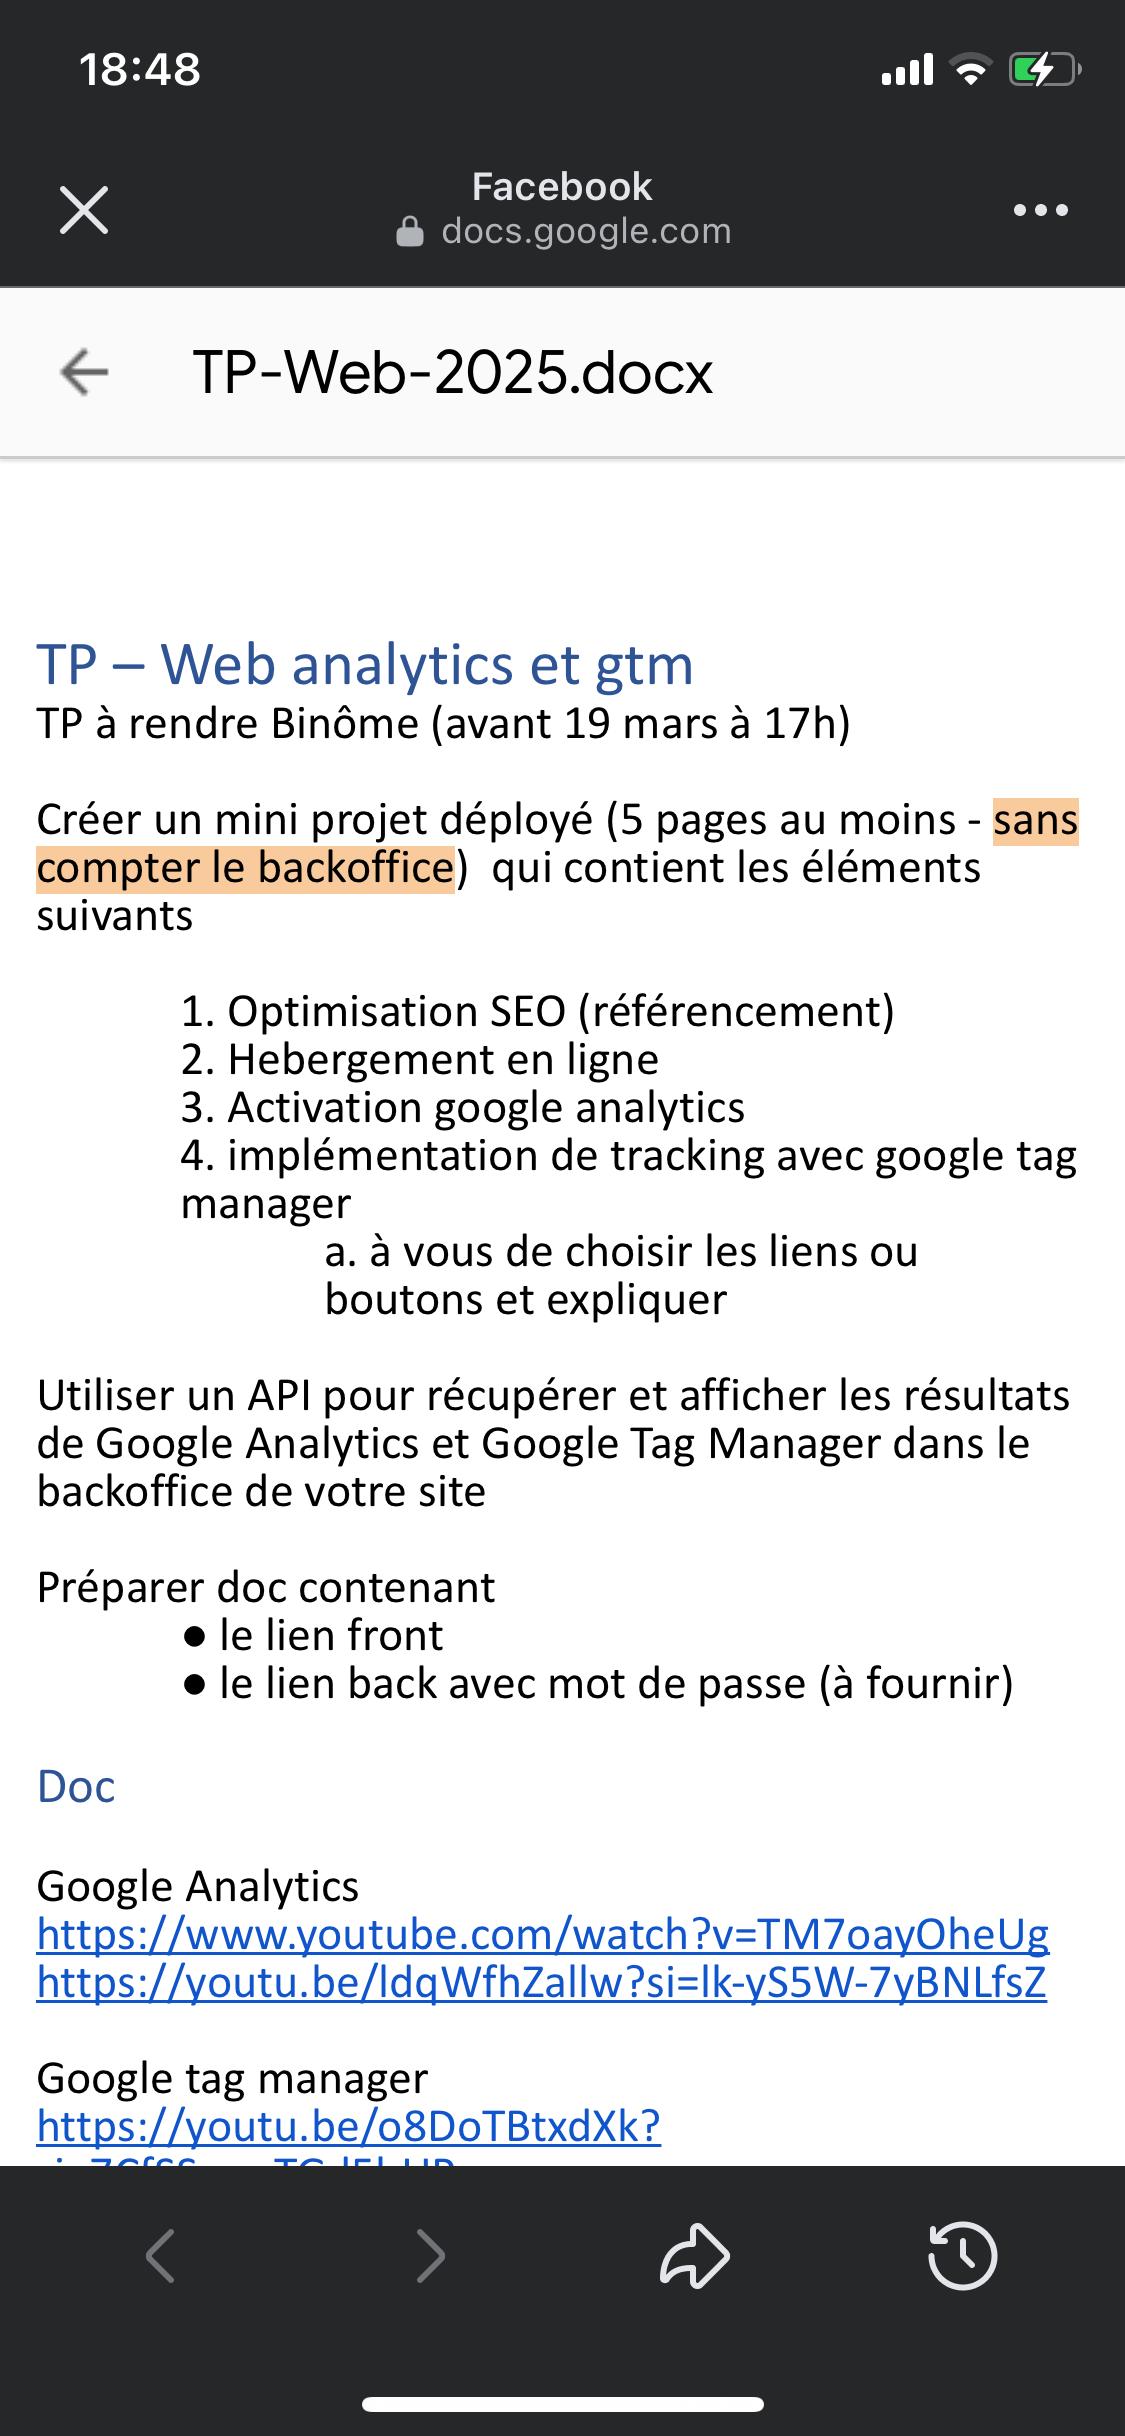 18:48
Facebook
docs.google.com
TP-Web-2025.docx
TP – Web analytics et gtm
TP à rendre Binôme (avant 19 mars à 17h)
Créer un mini projet déployé (5 pages au moins - sans
compter le backoffice)  qui contient les éléments
suivants
1. Optimisation SEO (référencement)
2. Hebergement en ligne
3. Activation google analytics
4. implémentation de tracking avec google tag
manager
a. à vous de choisir les liens ou
boutons et expliquer
Utiliser un API pour récupérer et afficher les résultats
de Google Analytics et Google Tag Manager dans le
backoffice de votre site
Préparer doc contenant
● le lien front
● le lien back avec mot de passe (à fournir)
Doc
Google Analytics
https://www.youtube.com/watch?v=TM7oayOheUg
https://youtu.be/ldqWfhZallw?si=lk-yS5W-7yBNLfsZ
Google tag manager
https://youtu.be/o8DoTBtxdXk?